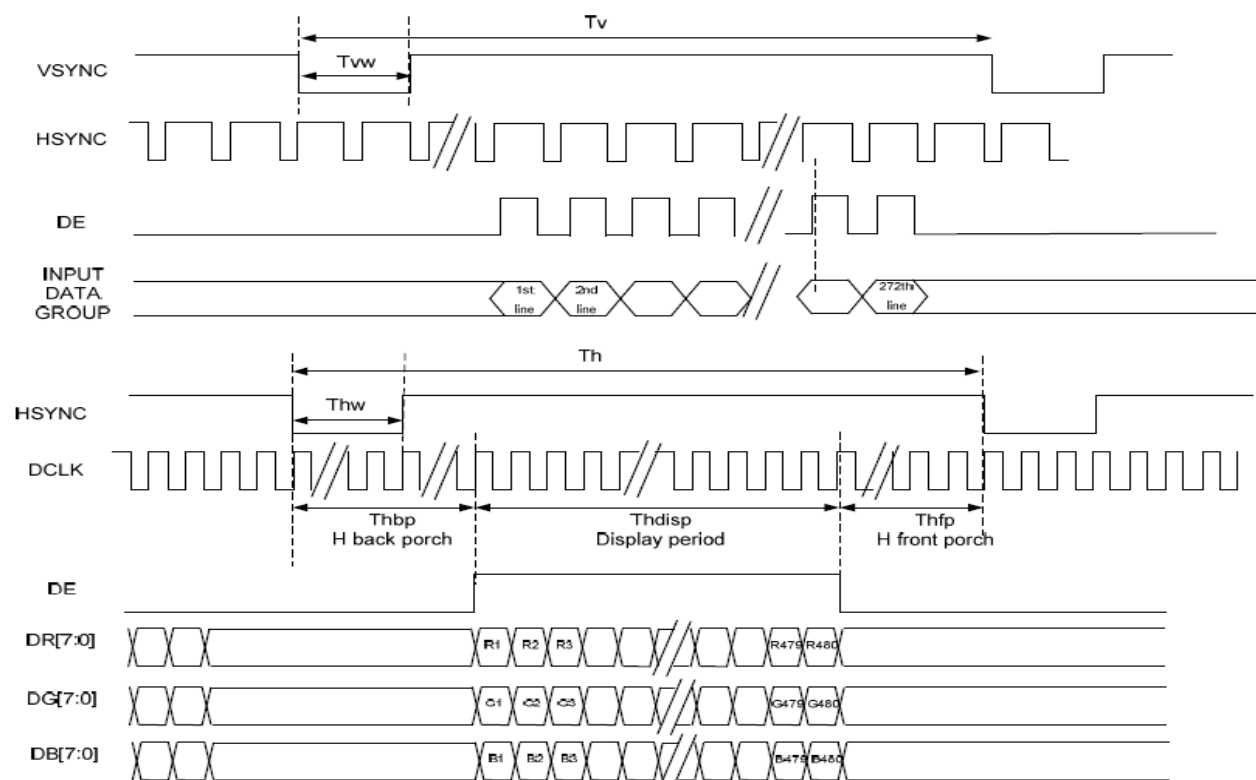 Tv
VSYNC
Tvw
HSYNC
DE
INPUT
DATA
GROUP
1st
line
2nd
line
272th
line
Th
HSYNC
Thw
DCLK
Thbp
H back porch
Thdisp
Display period
Thfp
H front porch
DE
DR[7:0]
R1 R2 R3 R479 R480
DG[7:0]
G1 G2 G3 G479 G480
DB[7:0]
B1 B2 B3 B479 B480